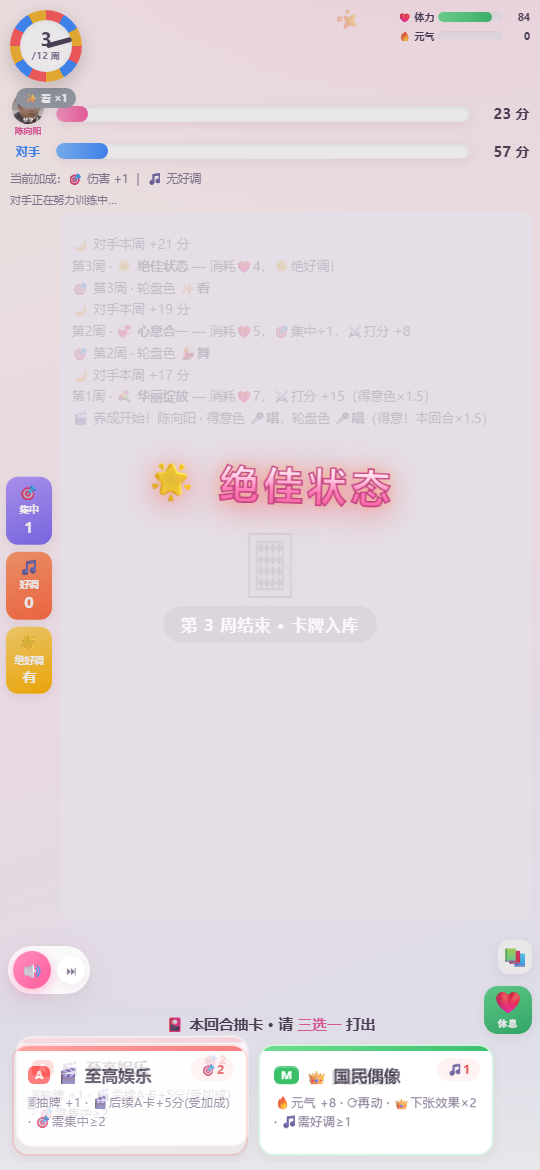 3
/12 周
体力 84
元气 0
看 ×1
陈向阳
23 分
对手
57 分
当前加成: 伤害 +1 | 无好调
对手正在努力训练中...
对手本周 +21 分
第3周 · 绝佳状态 — 消耗 4, 绝好调!
第3周 · 轮盘色 看
对手本周 +19 分
第2周 · 心意合一 — 消耗 5, 集中+1, 打分 +8
第2周 · 轮盘色 舞
对手本周 +17 分
第1周 · 华丽绽放 — 消耗 7, 打分 +15（得意色×1.5）
养成开始！陈向阳 · 得意色 唱，轮盘色 唱（得意！本回合×1.5）
绝佳状态
第 3 周结束 • 卡牌入库
集中
1
好调
0
绝好调
有
休息
本回合抽卡 • 请 三选一 打出
A 至高娱乐 2
抽牌 +1 · 后续A卡+5分(受加成)
· 需集中≥2
M 国民偶像 1
元气 +8 · 再动 · 下张效果×2
· 需好调≥1